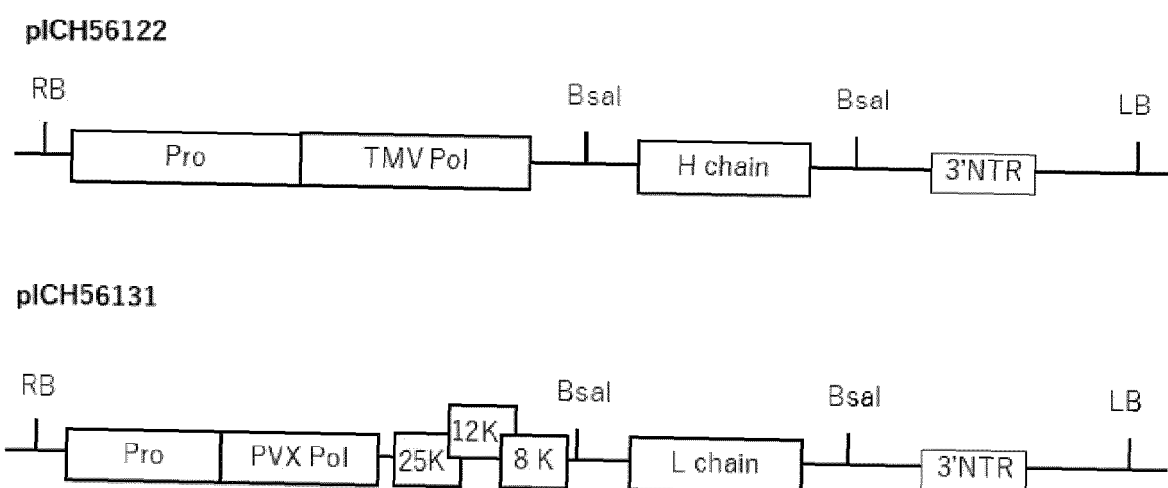 pICH56122
RB BsaI BsaI LB
Pro TMV Pol H chain 3'NTR
pICH56131
RB BsaI BsaI LB
Pro PVX Pol 25K 12K 8 K L chain 3'NTR